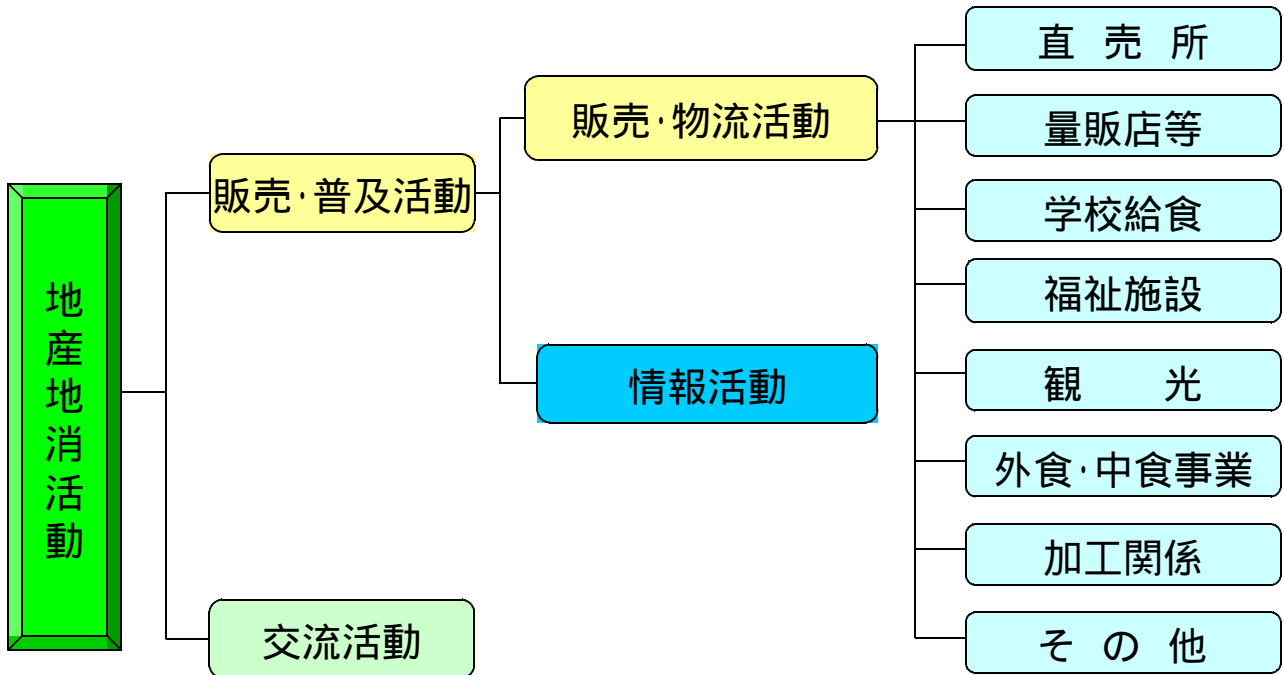 地産地消活動
販売・普及活動
交流活動
販売・物流活動
情報活動
直 売 所
量販店等
学校給食
福祉施設
観　　光
外食・中食事業
加工関係
そ の 他